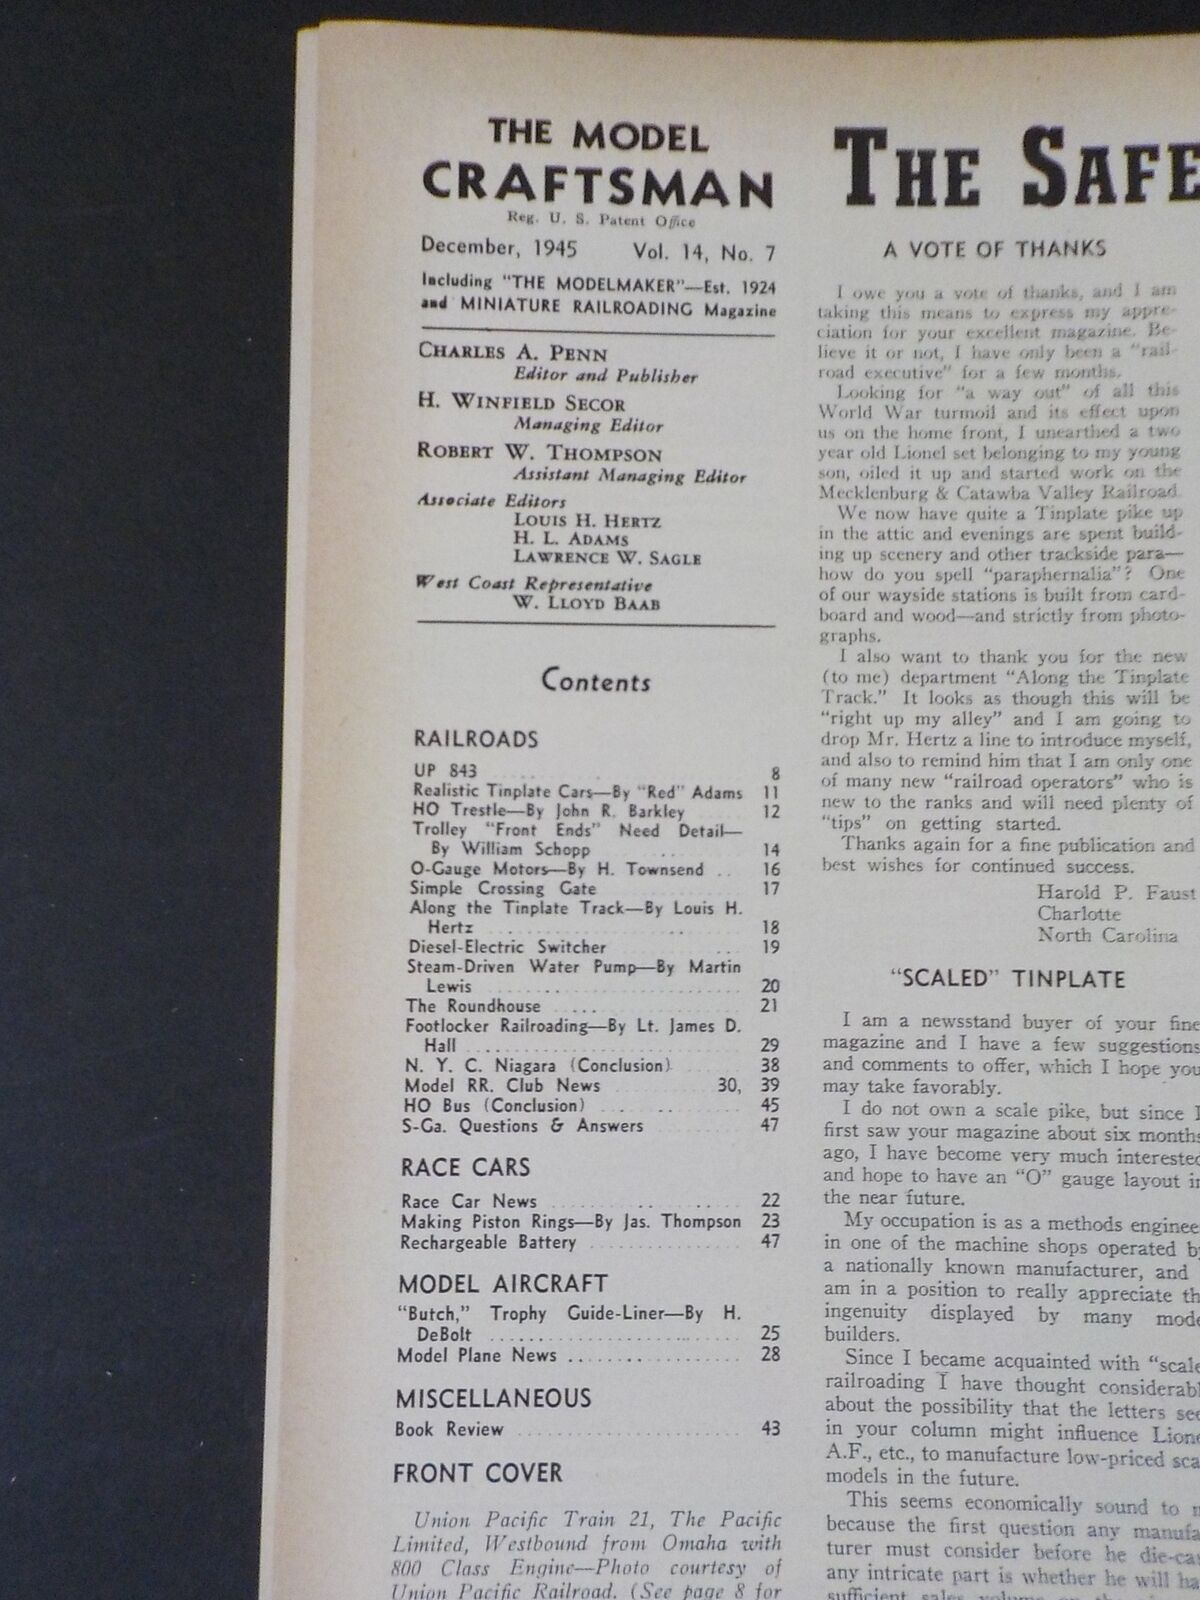 THE MODEL
CRAFTSMAN
Reg. U. S. Patent Office
December, 1945 Vol. 14, No. 7
Including "THE MODELMAKER"—Est. 1924
and MINIATURE RAILROADING Magazine
CHARLES A. PENN
Editor and Publisher
H. WINFIELD SECOR
Managing Editor
ROBERT W. THOMPSON
Assistant Managing Editor
Associate Editors
LOUIS H. HERTZ
H. L. ADAMS
LAWRENCE W. SAGLE
West Coast Representative
W. LLOYD BAAB
Contents
RAILROADS
UP 843 8
Realistic Tinplate Cars—By "Red" Adams 11
HO Trestle—By John R. Barkley 12
Trolley "Front Ends" Need Detail—
By William Schopp 14
O-Gauge Motors—By H. Townsend 16
Simple Crossing Gate 17
Along the Tinplate Track—By Louis H.
Hertz 18
Diesel-Electric Switcher 19
Steam-Driven Water Pump—By Martin
Lewis 20
The Roundhouse 21
Footlocker Railroading—By Lt. James D.
Hall 29
N. Y. C. Niagara (Conclusion) 38
Model RR. Club News 30, 39
HO Bus (Conclusion) 45
S-Ga. Questions & Answers 47
RACE CARS
Race Car News 22
Making Piston Rings—By Jas. Thompson 23
Rechargeable Battery 47
MODEL AIRCRAFT
"Butch," Trophy Guide-Liner—By H.
DeBolt 25
Model Plane News 28
MISCELLANEOUS
Book Review 43
FRONT COVER
Union Pacific Train 21, The Pacific
Limited, Westbound from Omaha with
800 Class Engine—Photo courtesy of
Union Pacific Railroad. (See page 8 for
THE SAFE
A VOTE OF THANKS
I owe you a vote of thanks, and I am
taking this means to express my appre-
ciation for your excellent magazine. Be-
lieve it or not, I have only been a "rail-
road executive" for a few months.
Looking for "a way out" of all this
World War turmoil and its effect upon
us on the home front, I unearthed a two
year old Lionel set belonging to my young
son, oiled it up and started work on the
Mecklenburg & Catawba Valley Railroad.
We now have quite a Tinplate pike up
in the attic and evenings are spent build-
ing up scenery and other trackside para—
how do you spell "paraphernalia"? One
of our wayside stations is built from card-
board and wood—and strictly from photo-
graphs.
I also want to thank you for the new
(to me) department "Along the Tinplate
Track." It looks as though this will be
"right up my alley" and I am going to
drop Mr. Hertz a line to introduce myself,
and also to remind him that I am only one
of many new "railroad operators" who is
new to the ranks and will need plenty of
"tips" on getting started.
Thanks again for a fine publication and
best wishes for continued success.
Harold P. Faust
Charlotte
North Carolina
"SCALED" TINPLATE
I am a newsstand buyer of your fine
magazine and I have a few suggestions
and comments to offer, which I hope you
may take favorably.
I do not own a scale pike, but since I
first saw your magazine about six months
ago, I have become very much interested
and hope to have an "O" gauge layout in
the near future.
My occupation is as a methods enginee
in one of the machine shops operated by
a nationally known manufacturer, and
am in a position to really appreciate th
ingenuity displayed by many mode
builders.
Since I became acquainted with "scale
railroading I have thought considerabl
about the possibility that the letters see
in your column might influence Lione
A.F., etc., to manufacture low-priced sca
models in the future.
This seems economically sound to m
because the first question any manufa
turer must consider before he die-cas
any intricate part is whether he will ha
sufficient sales volume on the